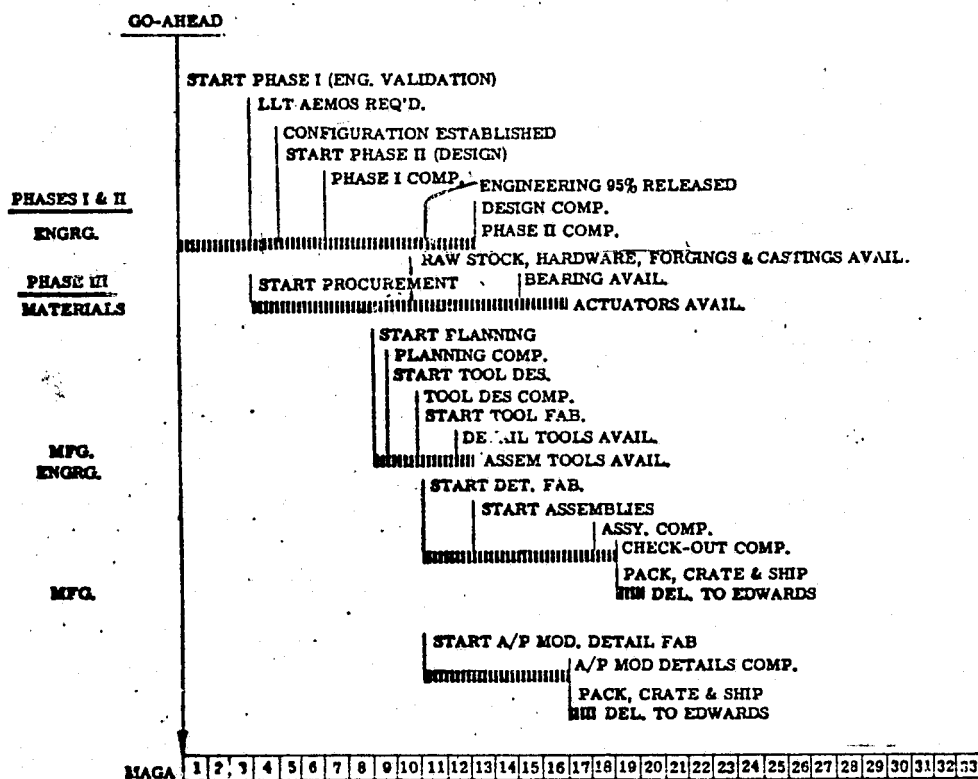 GO-AHEAD
START PHASE I (ENG. VALIDATION)
LLT AEMOS REQ'D.
CONFIGURATION ESTABLISHED
START PHASE II (DESIGN)
PHASE I COMP.
ENGINEERING 95% RELEASED
PHASES I & II
DESIGN COMP.
ENGRG.
PHASE II COMP.
RAW STOCK, HARDWARE, FORGINGS & CASTINGS AVAIL.
PHASE III
START PROCUREMENT
BEARING AVAIL.
MATERIALS
ACTUATORS AVAIL.
START PLANNING
PLANNING COMP.
START TOOL DES.
TOOL DES COMP.
START TOOL FAB.
TOOLS AVAIL.
MFG.
ENGRG.
ASSEM TOOLS AVAIL.
START DET. FAB.
START ASSEMBLIES
ASSY. COMP.
CHECK-OUT COMP.
PACK, CRATE & SHIP
MFG.
DEL. TO EDWARDS
START A/P MOD. DETAIL FAB
A/P MOD DETAILS COMP.
PACK, CRATE & SHIP
DEL. TO EDWARDS
MAGA 1 2 3 4 5 6 7 8 9 10 11 12 13 14 15 16 17 18 19 20 21 22 23 24 25 26 27 28 29 30 31 32 33